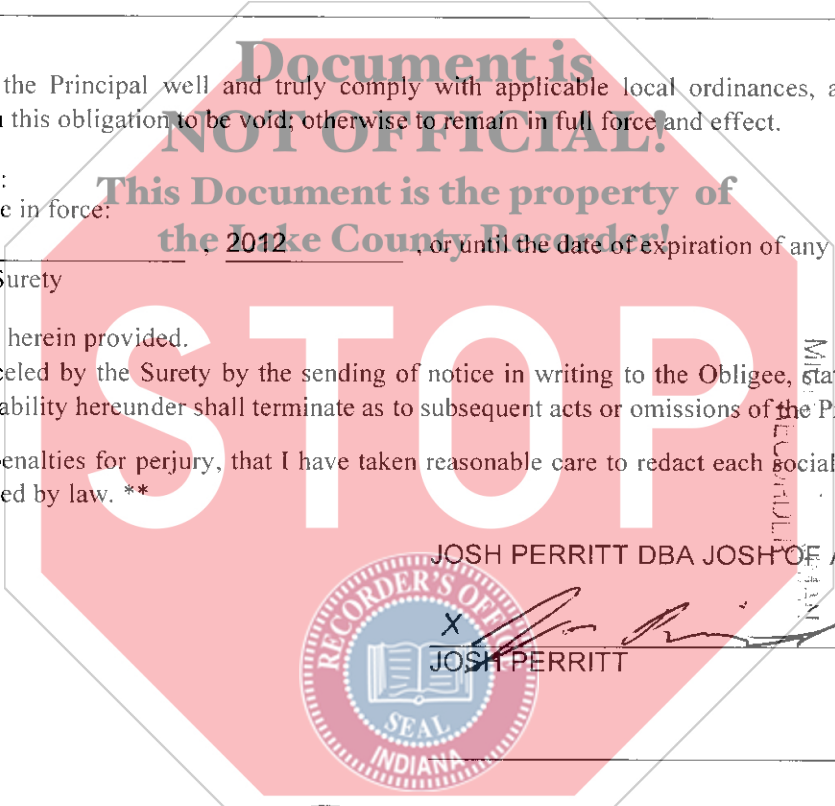 Document is
the Principal well and truly comply with applicable local ordinances, a
this obligation to be void; otherwise to remain in full force and effect.
NOT OFFICIAL!
:
This Document is the property of
e in force:
the Lake County Recorder!
, 2012 , or until the date of expiration of any
Surety
STOP
herein provided.
celed by the Surety by the sending of notice in writing to the Obligee, stat
ability hereunder shall terminate as to subsequent acts or omissions of the P
enalties for perjury, that I have taken reasonable care to redact each social
ed by law. **
JOSH PERRITT DBA JOSH OF A
X
JOSH PERRITT
RECORDER'S OFFICE
SEAL
INDIANA